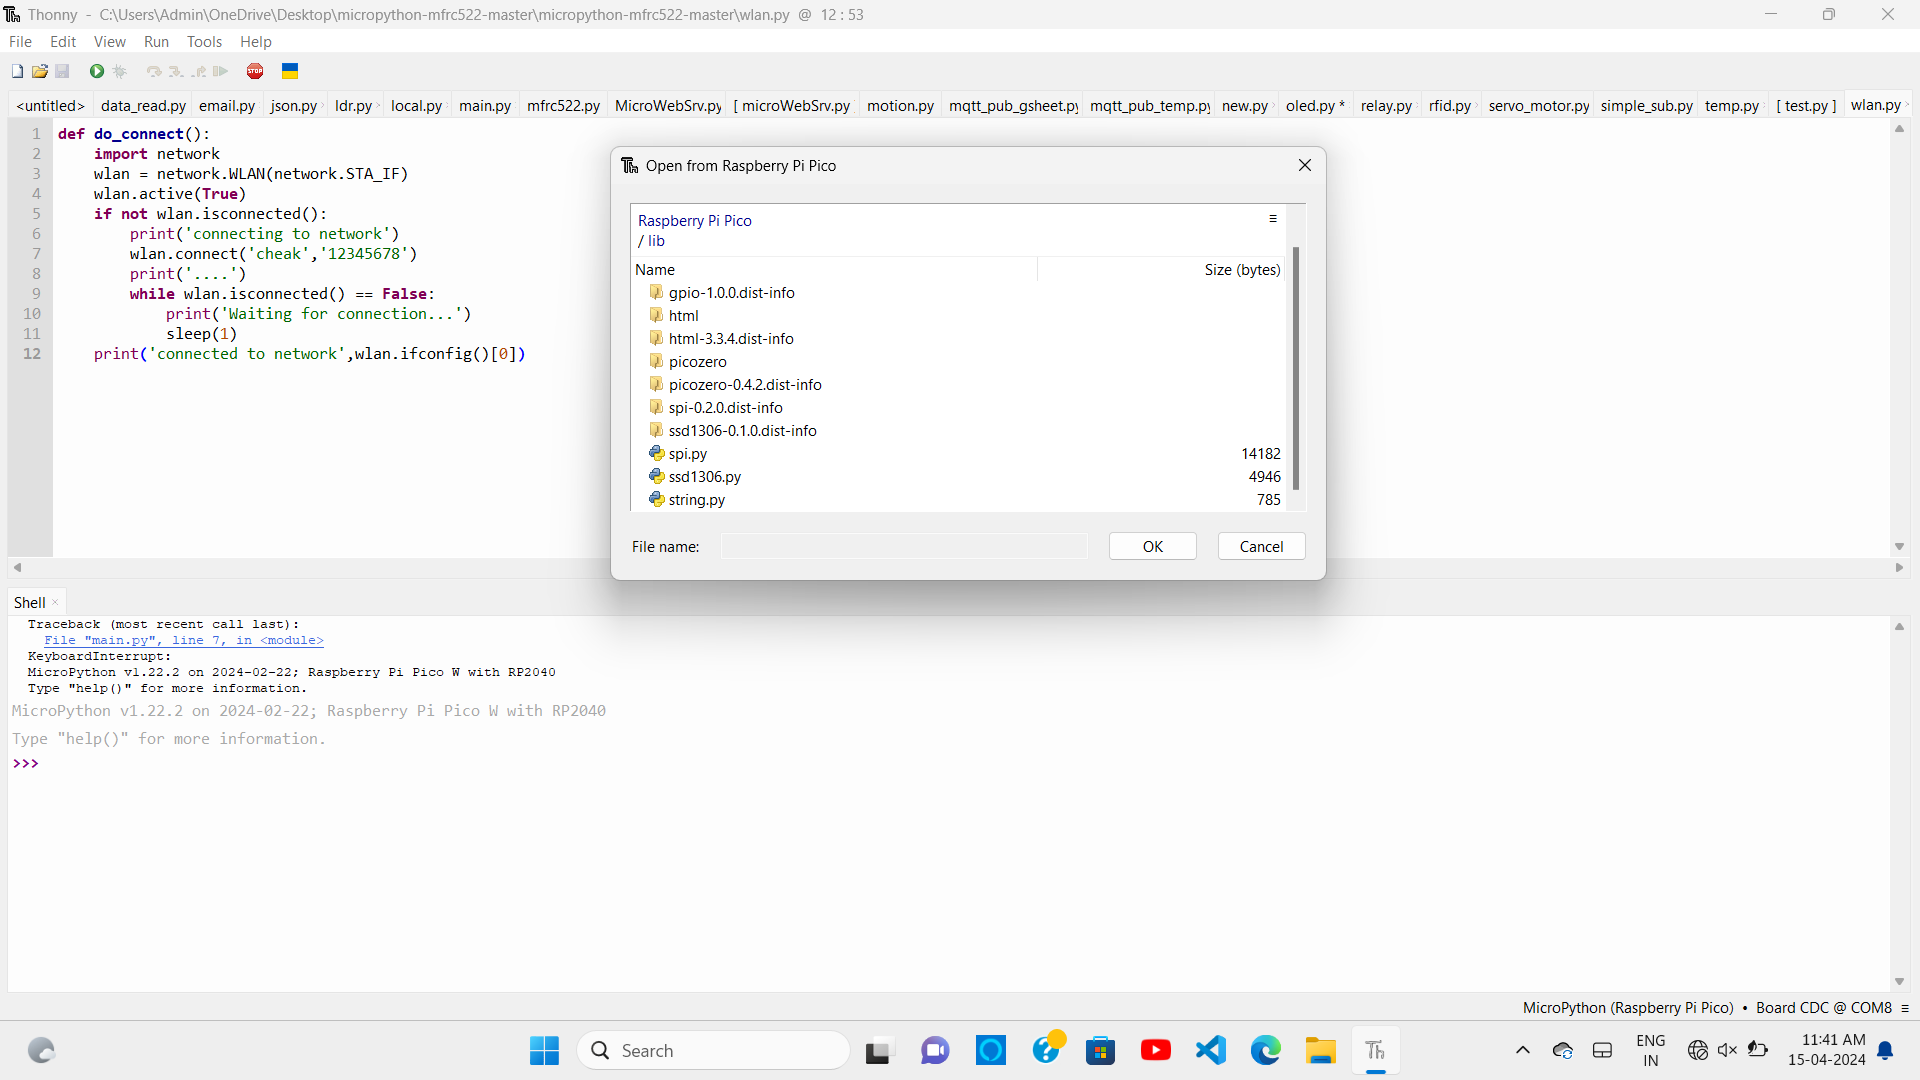 Thonny - C:\Users\Admin\OneDrive\Desktop\micropython-mfrc522-master\micropython-mfrc522-master\wlan.py @ 12 : 53
File Edit View Run Tools Help
STOP
<untitled> data_read.py email.py json.py ldr.py local.py main.py mfrc522.py MicroWebSrv.py [ microWebSrv.py motion.py mqtt_pub_gsheet.py mqtt_pub_temp.py new.py oled.py * relay.py rfid.py servo_motor.py simple_sub.py temp.py [ test.py ] wlan.py
1 def do_connect():
2 import network
3 wlan = network.WLAN(network.STA_IF)
4 wlan.active(True)
5 if not wlan.isconnected():
6 print('connecting to network')
7 wlan.connect('cheak','12345678')
8 print('....')
9 while wlan.isconnected() == False:
10 print('Waiting for connection...')
11 sleep(1)
12 print('connected to network',wlan.ifconfig()[0])
Open from Raspberry Pi Pico
Raspberry Pi Pico
/ lib
Name Size (bytes)
gpio-1.0.0.dist-info
html
html-3.3.4.dist-info
picozero
picozero-0.4.2.dist-info
spi-0.2.0.dist-info
ssd1306-0.1.0.dist-info
spi.py 14182
ssd1306.py 4946
string.py 785
File name: OK Cancel
Shell
Traceback (most recent call last):
File "main.py", line 7, in <module>
KeyboardInterrupt:
MicroPython v1.22.2 on 2024-02-22; Raspberry Pi Pico W with RP2040
Type "help()" for more information.
MicroPython v1.22.2 on 2024-02-22; Raspberry Pi Pico W with RP2040
Type "help()" for more information.
>>>
MicroPython (Raspberry Pi Pico) • Board CDC @ COM8 ≡
Search
ENG
IN
11:41 AM
15-04-2024